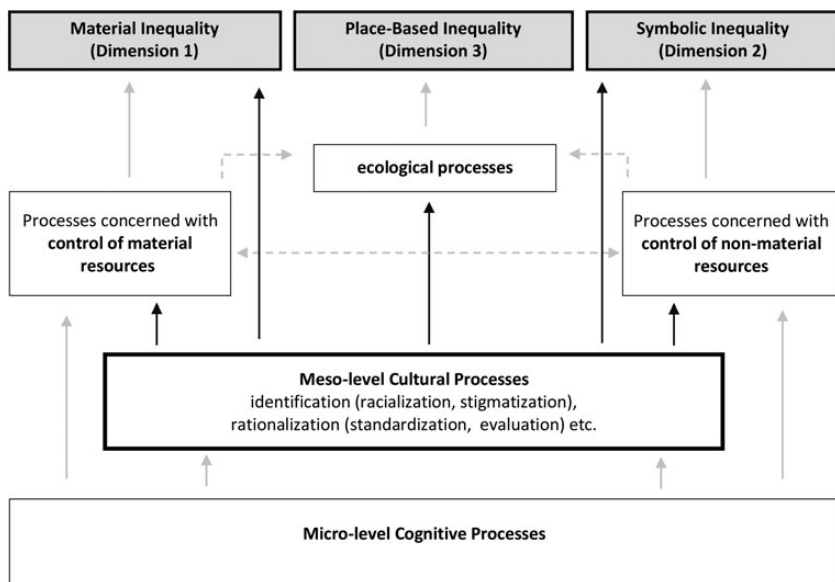 Material Inequality
(Dimension 1)
Place-Based Inequality
(Dimension 3)
Symbolic Inequality
(Dimension 2)
ecological processes
Processes concerned with
control of material
resources
Processes concerned with
control of non-material
resources
Meso-level Cultural Processes
identification (racialization, stigmatization),
rationalization (standardization, evaluation) etc.
Micro-level Cognitive Processes